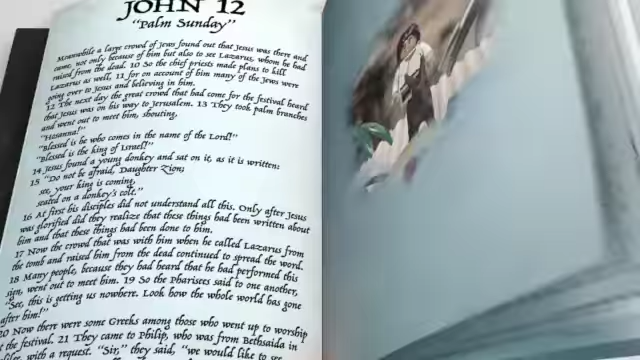 JOHN 12
"Palm Sunday"
Meanwhile a large crowd of Jews found out that Jesus was there and
came, not only because of him but also to see Lazarus, whom he had
raised from the dead. 10 So the chief priests made plans to kill
Lazarus as well, 11 for on account of him many of the Jews were
going over to Jesus and believing in him.
12 The next day the great crowd that had come for the festival heard
that Jesus was on his way to Jerusalem. 13 They took palm branches
and went out to meet him, shouting,
"Hosanna!"
"Blessed is he who comes in the name of the Lord!"
"Blessed is the king of Israel!"
14 Jesus found a young donkey and sat on it, as it is written:
15 "Do not be afraid, Daughter Zion;
see, your king is coming,
seated on a donkey's colt."
16 At first his disciples did not understand all this. Only after Jesus
was glorified did they realize that these things had been written about
him and that these things had been done to him.
17 Now the crowd that was with him when he called Lazarus from
the tomb and raised him from the dead continued to spread the word.
18 Many people, because they had heard that he had performed this
sign, went out to meet him. 19 So the Pharisees said to one another,
"See, this is getting us nowhere. Look how the whole world has gone
after him!"
20 Now there were some Greeks among those who went up to worship
at the festival. 21 They came to Philip, who was from Bethsaida in
with a request. "Sir," they said, "we would like to see